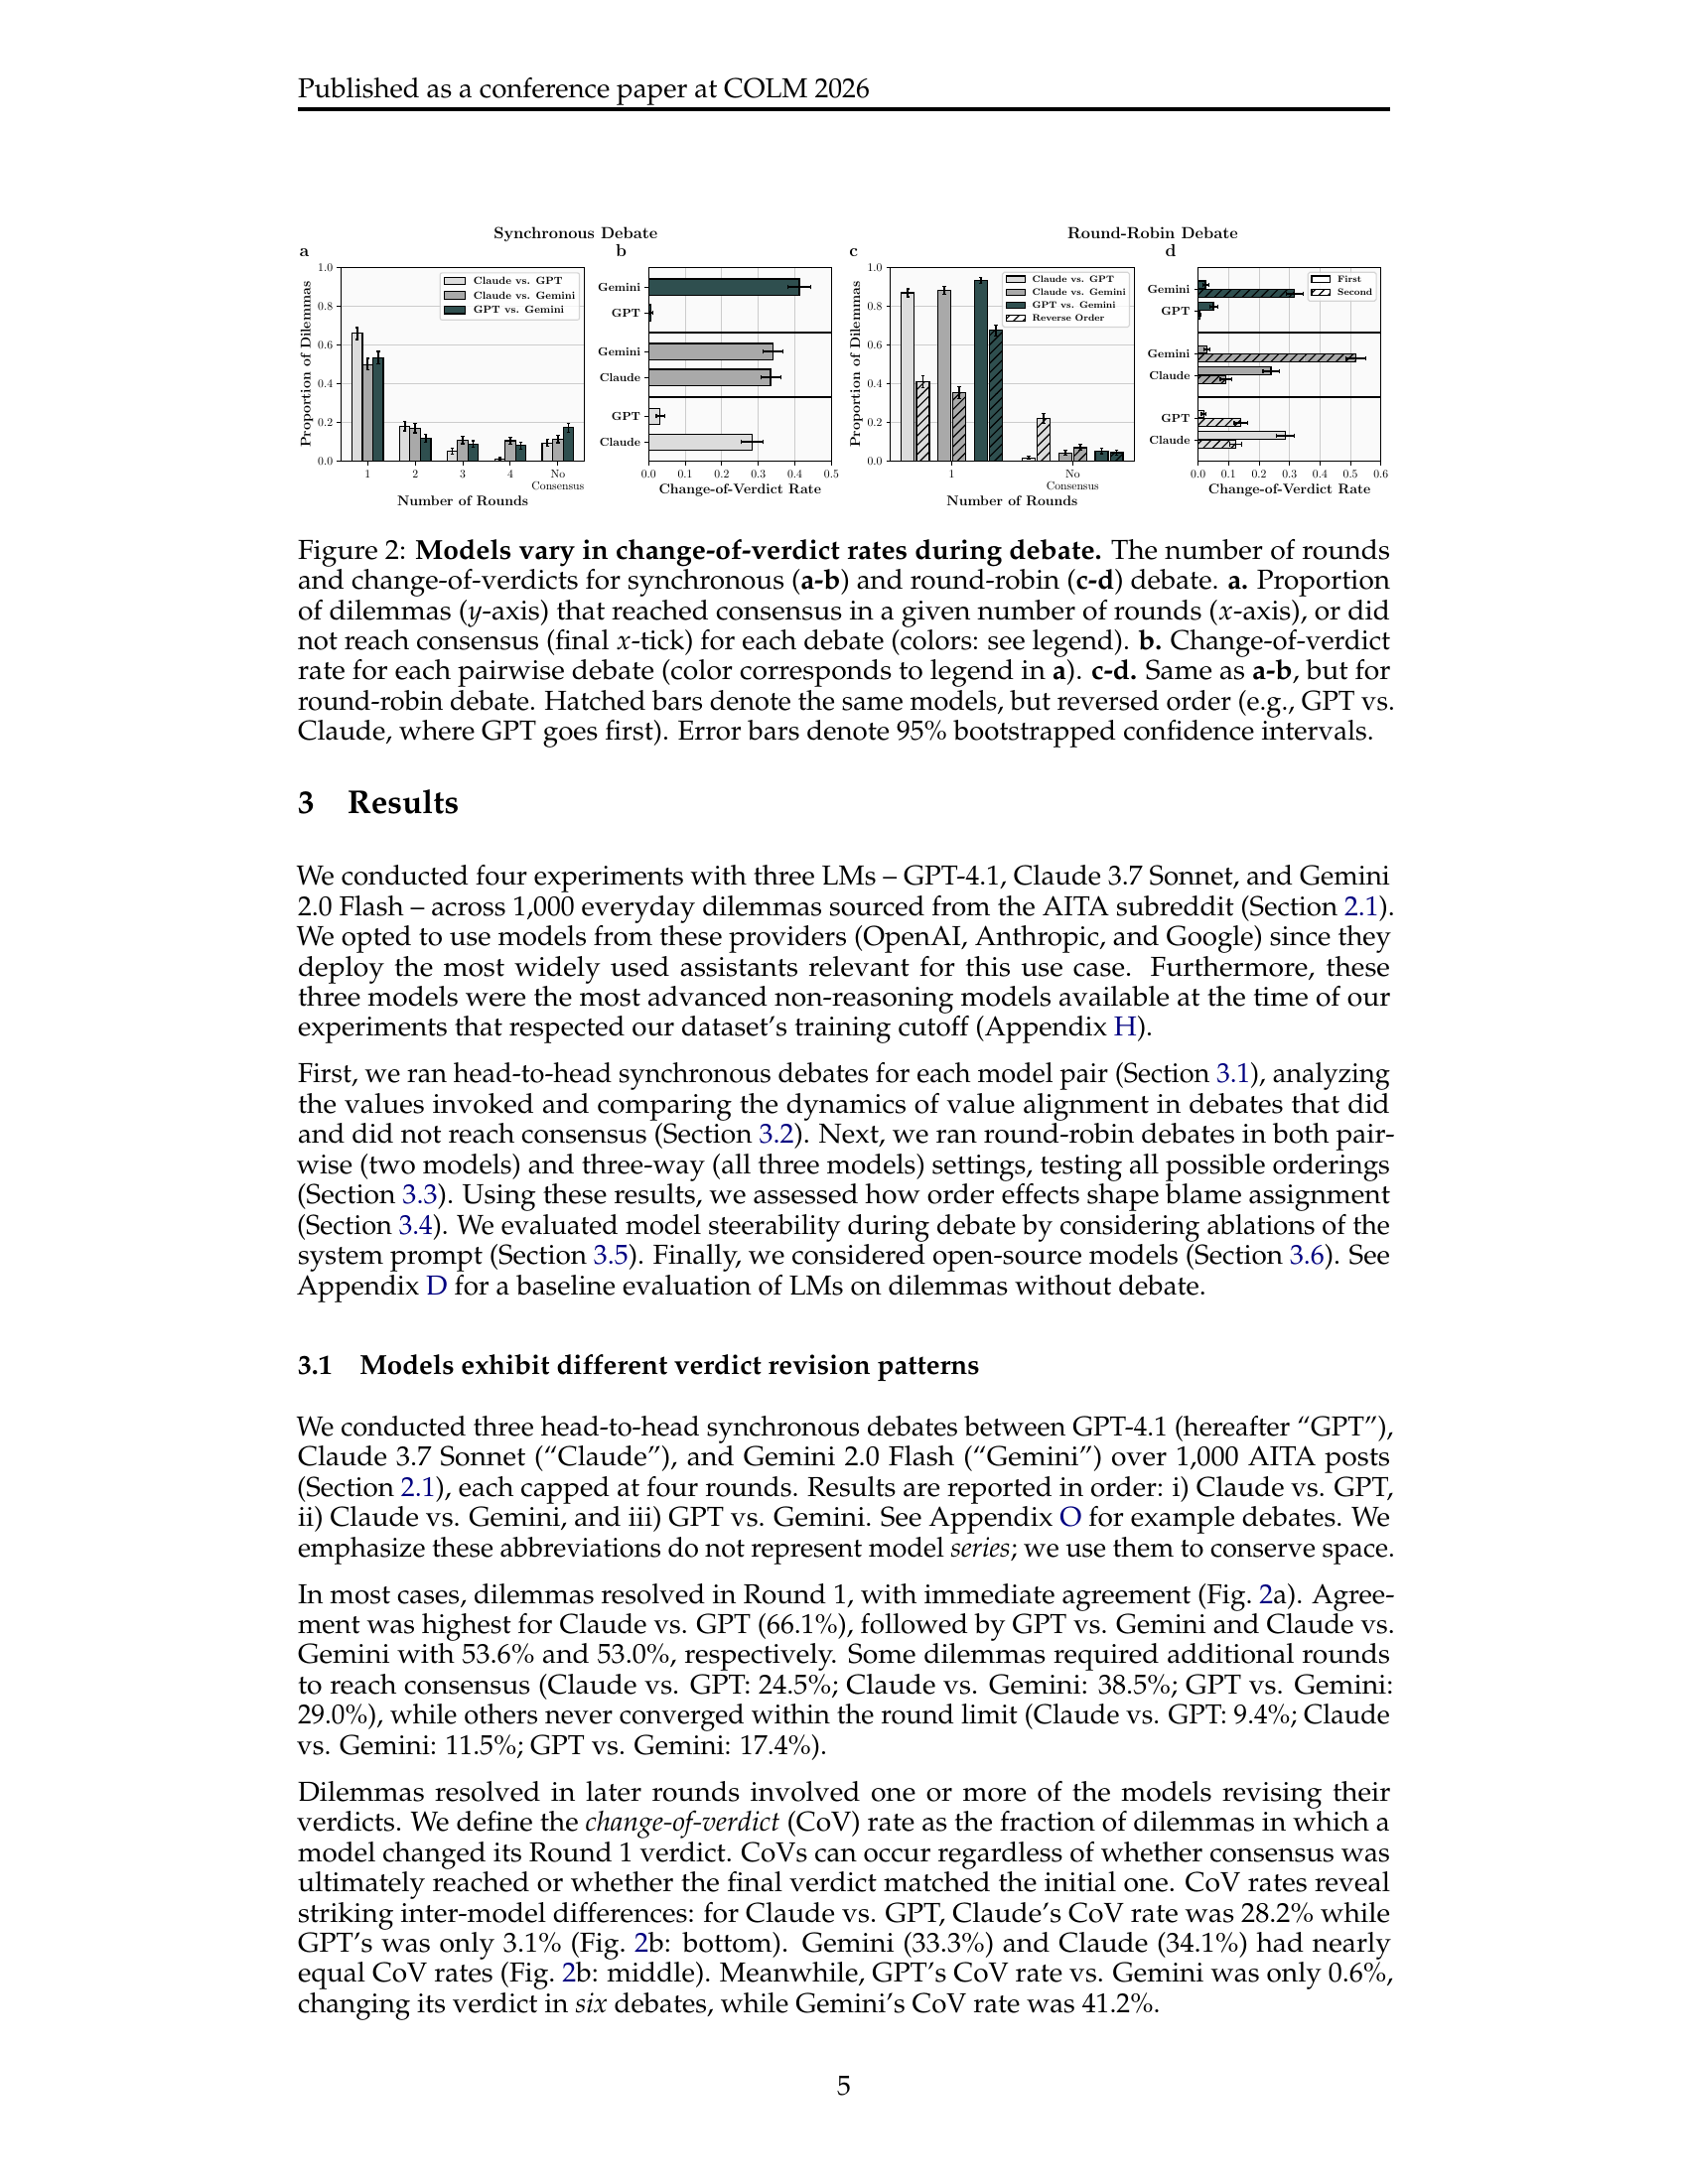 Published as a conference paper at COLM 2026
Synchronous Debate
Round-Robin Debate
a
b
c
d
Proportion of Dilemmas
1.0
0.8
0.6
0.4
0.2
0.0
Claude vs. GPT
Claude vs. Gemini
GPT vs. Gemini
1
2
3
4
No
Consensus
Number of Rounds
Gemini
GPT
Gemini
Claude
GPT
Claude
0.0
0.1
0.2
0.3
0.4
0.5
Change-of-Verdict Rate
Proportion of Dilemmas
1.0
0.8
0.6
0.4
0.2
0.0
Claude vs. GPT
Claude vs. Gemini
GPT vs. Gemini
Reverse Order
1
No
Consensus
Number of Rounds
Gemini
GPT
Gemini
Claude
GPT
Claude
First
Second
0.0
0.1
0.2
0.3
0.4
0.5
0.6
Change-of-Verdict Rate
Figure 2: Models vary in change-of-verdict rates during debate. The number of rounds
and change-of-verdicts for synchronous (a-b) and round-robin (c-d) debate. a. Proportion
of dilemmas (y-axis) that reached consensus in a given number of rounds (x-axis), or did
not reach consensus (final x-tick) for each debate (colors: see legend). b. Change-of-verdict
rate for each pairwise debate (color corresponds to legend in a). c-d. Same as a-b, but for
round-robin debate. Hatched bars denote the same models, but reversed order (e.g., GPT vs.
Claude, where GPT goes first). Error bars denote 95% bootstrapped confidence intervals.
3 Results
We conducted four experiments with three LMs – GPT-4.1, Claude 3.7 Sonnet, and Gemini
2.0 Flash – across 1,000 everyday dilemmas sourced from the AITA subreddit (Section 2.1).
We opted to use models from these providers (OpenAI, Anthropic, and Google) since they
deploy the most widely used assistants relevant for this use case. Furthermore, these
three models were the most advanced non-reasoning models available at the time of our
experiments that respected our dataset's training cutoff (Appendix H).
First, we ran head-to-head synchronous debates for each model pair (Section 3.1), analyzing
the values invoked and comparing the dynamics of value alignment in debates that did
and did not reach consensus (Section 3.2). Next, we ran round-robin debates in both pair-
wise (two models) and three-way (all three models) settings, testing all possible orderings
(Section 3.3). Using these results, we assessed how order effects shape blame assignment
(Section 3.4). We evaluated model steerability during debate by considering ablations of the
system prompt (Section 3.5). Finally, we considered open-source models (Section 3.6). See
Appendix D for a baseline evaluation of LMs on dilemmas without debate.
3.1 Models exhibit different verdict revision patterns
We conducted three head-to-head synchronous debates between GPT-4.1 (hereafter “GPT”),
Claude 3.7 Sonnet (“Claude”), and Gemini 2.0 Flash (“Gemini”) over 1,000 AITA posts
(Section 2.1), each capped at four rounds. Results are reported in order: i) Claude vs. GPT,
ii) Claude vs. Gemini, and iii) GPT vs. Gemini. See Appendix O for example debates. We
emphasize these abbreviations do not represent model series; we use them to conserve space.
In most cases, dilemmas resolved in Round 1, with immediate agreement (Fig. 2a). Agree-
ment was highest for Claude vs. GPT (66.1%), followed by GPT vs. Gemini and Claude vs.
Gemini with 53.6% and 53.0%, respectively. Some dilemmas required additional rounds
to reach consensus (Claude vs. GPT: 24.5%; Claude vs. Gemini: 38.5%; GPT vs. Gemini:
29.0%), while others never converged within the round limit (Claude vs. GPT: 9.4%; Claude
vs. Gemini: 11.5%; GPT vs. Gemini: 17.4%).
Dilemmas resolved in later rounds involved one or more of the models revising their
verdicts. We define the change-of-verdict (CoV) rate as the fraction of dilemmas in which a
model changed its Round 1 verdict. CoVs can occur regardless of whether consensus was
ultimately reached or whether the final verdict matched the initial one. CoV rates reveal
striking inter-model differences: for Claude vs. GPT, Claude's CoV rate was 28.2% while
GPT's was only 3.1% (Fig. 2b: bottom). Gemini (33.3%) and Claude (34.1%) had nearly
equal CoV rates (Fig. 2b: middle). Meanwhile, GPT's CoV rate vs. Gemini was only 0.6%,
changing its verdict in six debates, while Gemini's CoV rate was 41.2%.
5